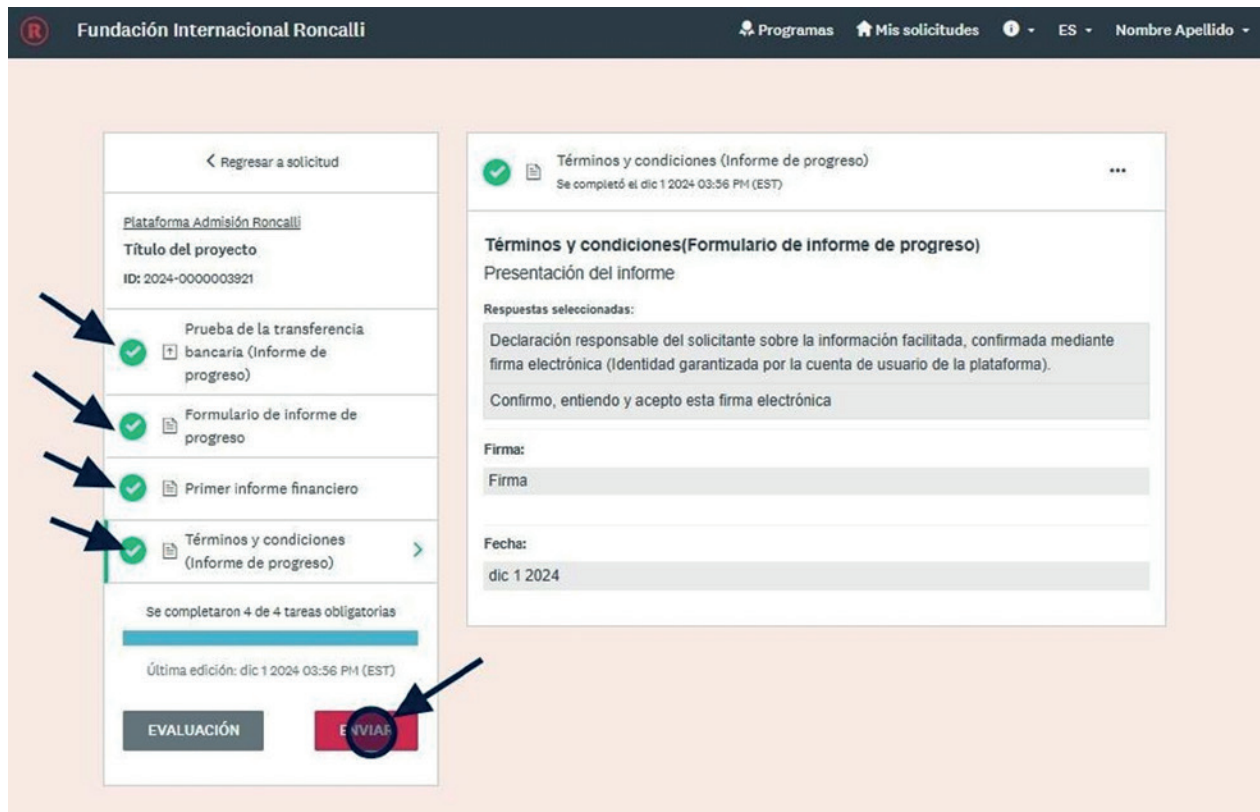 R Fundación Internacional Roncalli Programas Mis solicitudes ES Nombre Apellido
Regresar a solicitud
Plataforma Admisión Roncalli
Título del proyecto
ID: 2024-0000003921
Prueba de la transferencia
bancaria (Informe de
progreso)
Formulario de informe de
progreso
Primer informe financiero
Términos y condiciones
(Informe de progreso)
Se completaron 4 de 4 tareas obligatorias
Última edición: dic 1 2024 03:56 PM (EST)
EVALUACIÓN ENVIAR
Términos y condiciones (Informe de progreso)
Se completó el dic 1 2024 03:56 PM (EST)
Términos y condiciones(Formulario de informe de progreso)
Presentación del informe
Respuestas seleccionadas:
Declaración responsable del solicitante sobre la información facilitada, confirmada mediante
firma electrónica (Identidad garantizada por la cuenta de usuario de la plataforma).
Confirmo, entiendo y acepto esta firma electrónica
Firma:
Firma
Fecha:
dic 1 2024